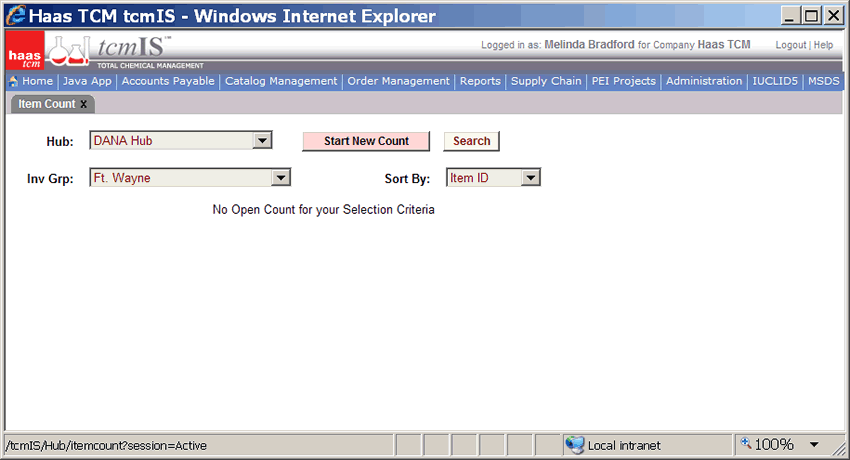 Haas TCM tcmIS - Windows Internet Explorer
haas tcm tcmIS™ TOTAL CHEMICAL MANAGEMENT
Logged in as: Melinda Bradford for Company Haas TCM Logout | Help
Home | Java App | Accounts Payable | Catalog Management | Order Management | Reports | Supply Chain | PEI Projects | Administration | IUCLID5 | MSDS
Item Count x
Hub: DANA Hub Start New Count Search
Inv Grp: Ft. Wayne Sort By: Item ID
No Open Count for your Selection Criteria
/tcmIS/Hub/itemcount?session=Active Local intranet 100%